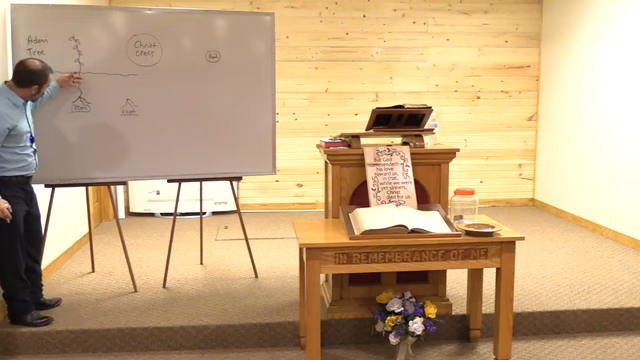 Adam
Tree
Christ
Cross
Root
But God
commendeth
his love
toward us,
in that,
while we were
yet sinners,
Christ
died for us.
IN REMEMBRANCE OF ME